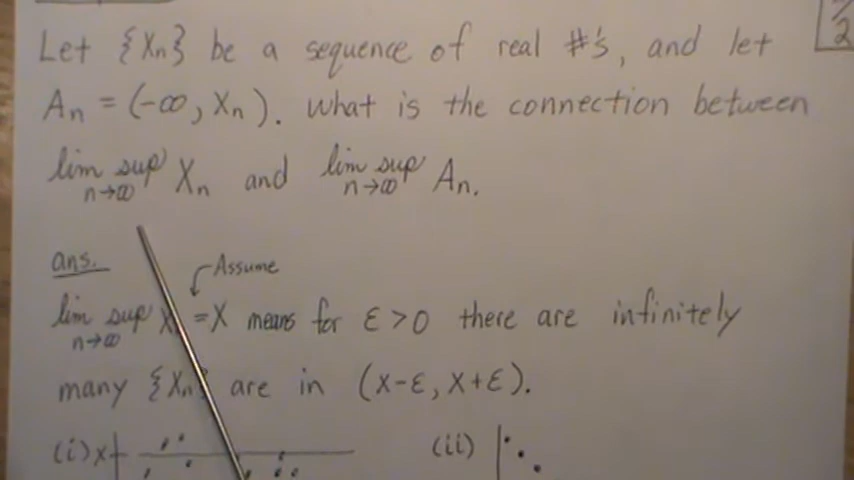 Let {Xn} be a sequence of real #'s, and let
An = (-∞, Xn). What is the connection between
lim sup n→∞ Xn and lim sup n→∞ An.
ans. Assume
lim sup n→∞ X = X means for ε > 0 there are infinitely
many {Xn} are in (X-ε, X+ε).
(i) X (ii)